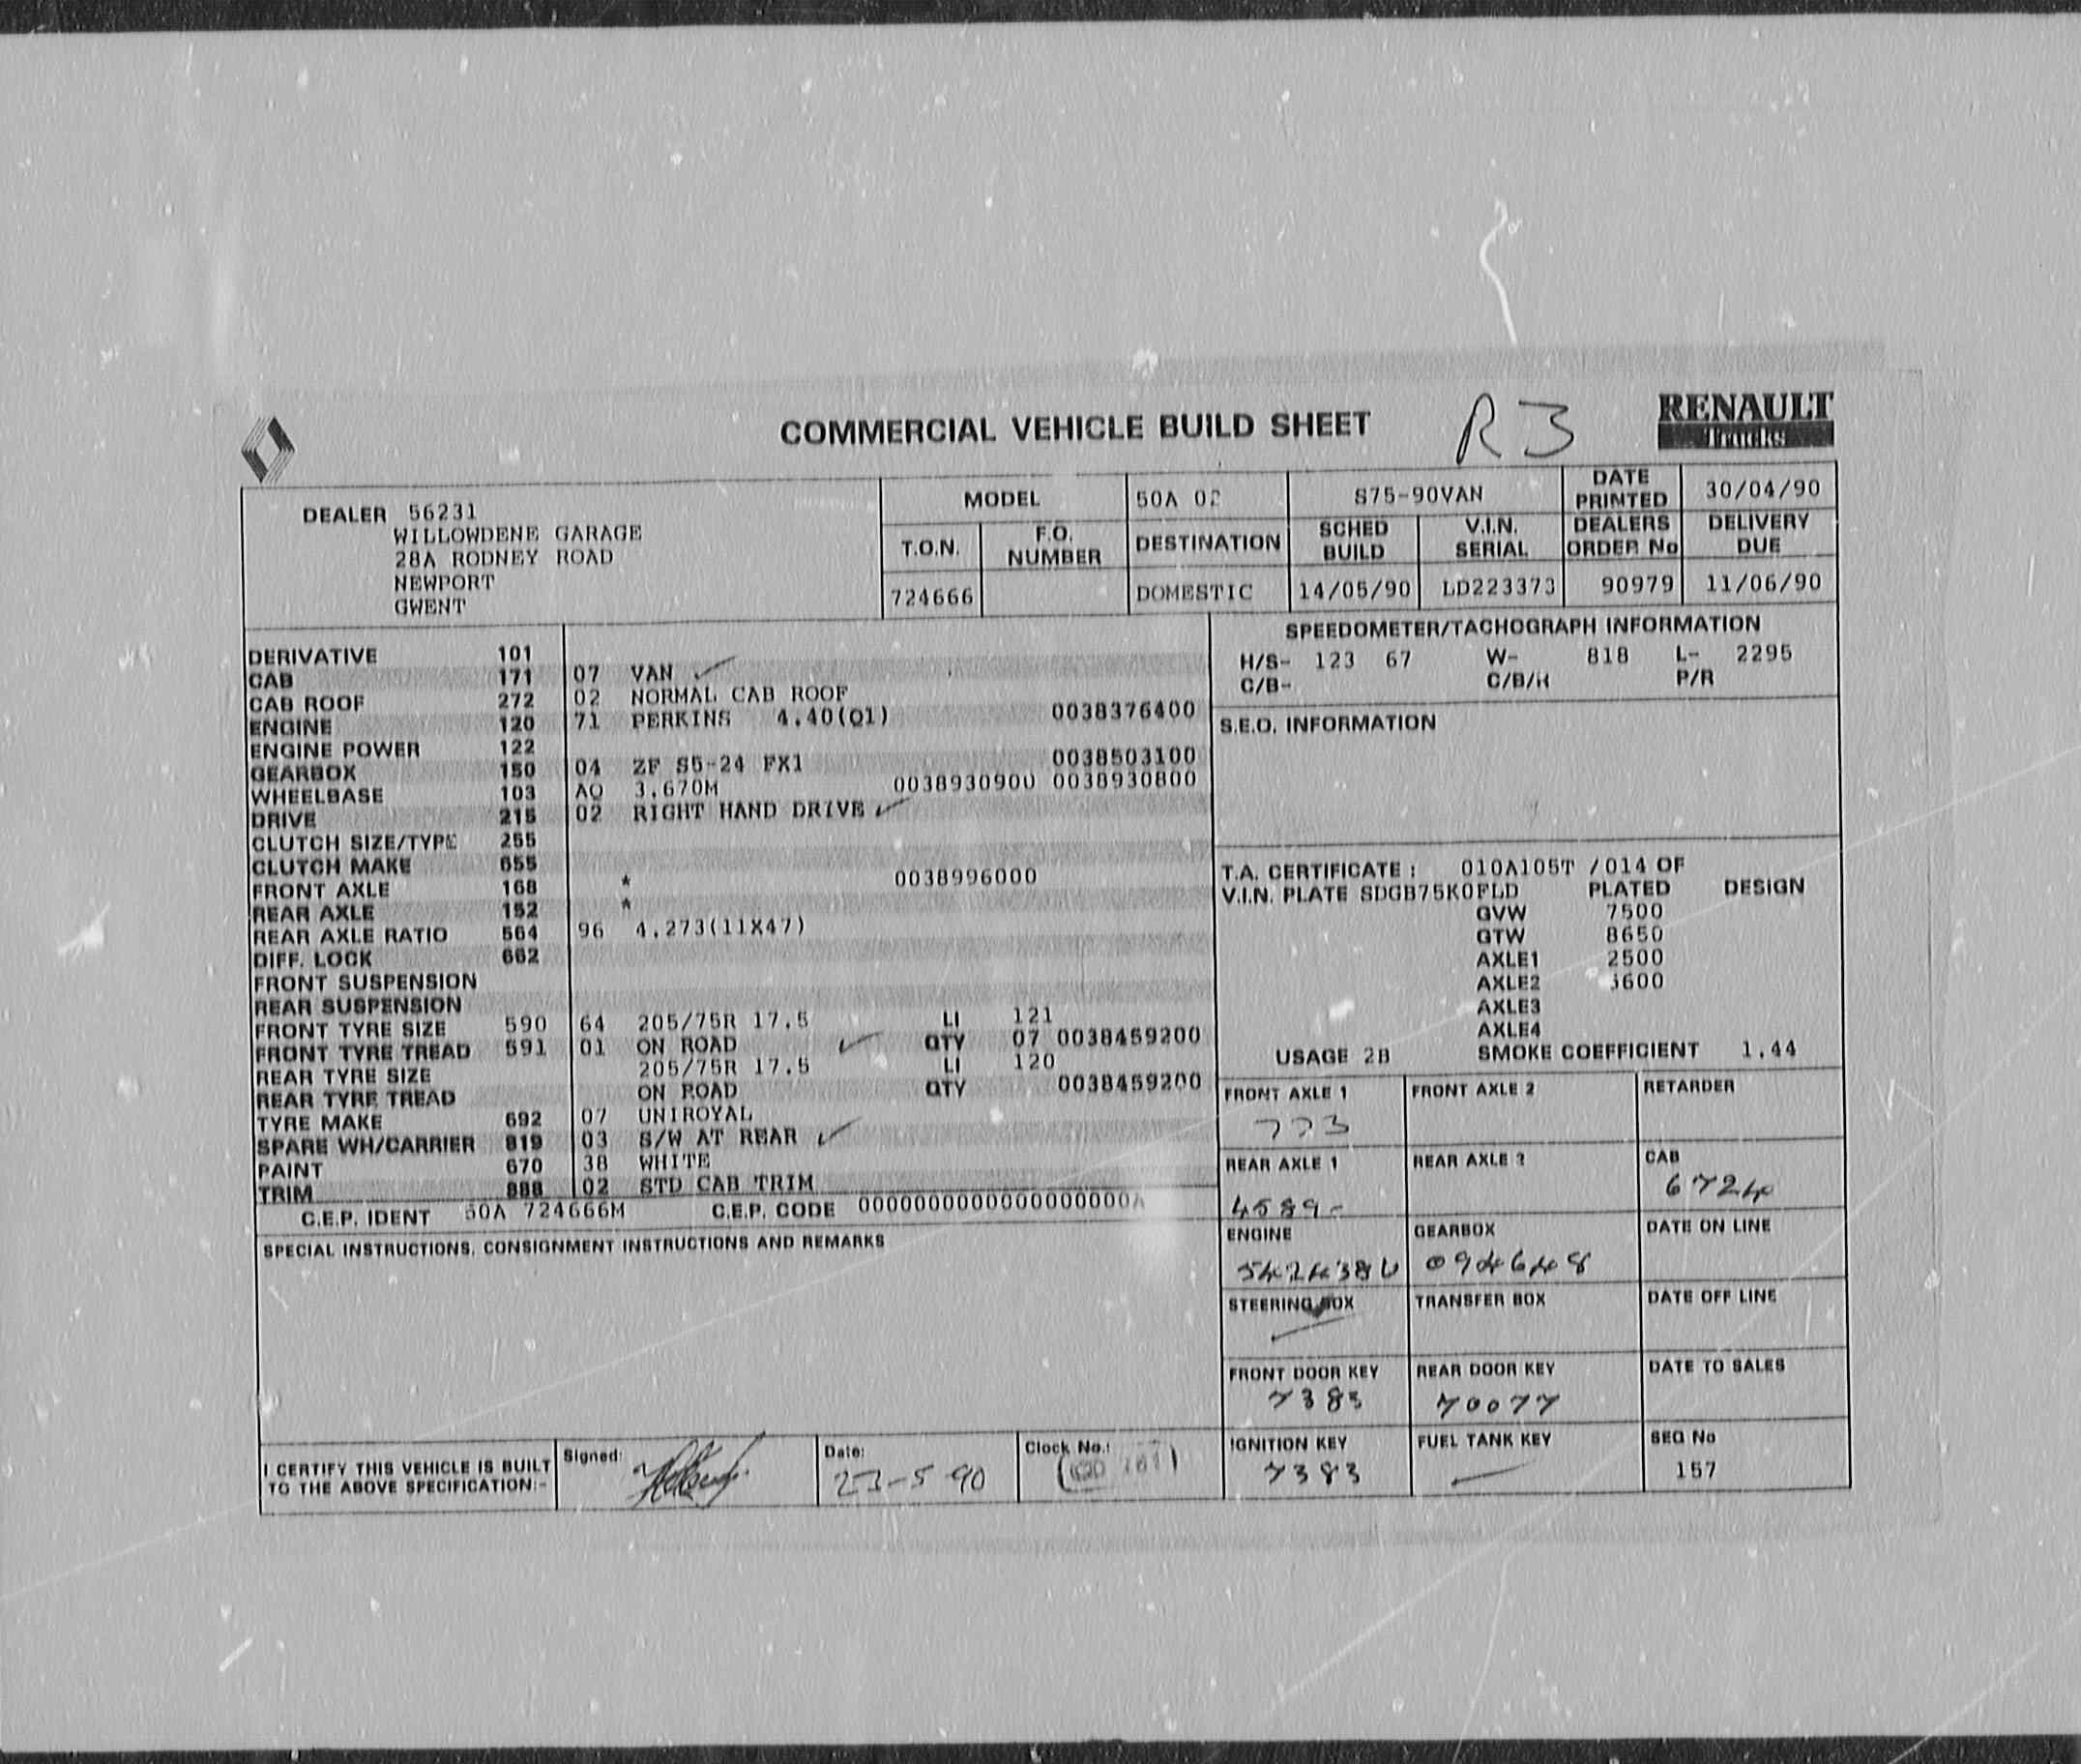 COMMERCIAL VEHICLE BUILD SHEET R3 RENAULT Trucks
DEALER 56231
WILLOWDENE GARAGE
28A RODNEY ROAD
NEWPORT
GWENT
MODEL 50A 02 S75-90VAN DATE PRINTED 30/04/90
T.O.N. F.O. NUMBER DESTINATION SCHED BUILD V.I.N. SERIAL DEALERS ORDER No DELIVERY DUE
724666 DOMESTIC 14/05/90 LD223373 90979 11/06/90
DERIVATIVE 101
CAB 171 07 VAN
CAB ROOF 272 02 NORMAL CAB ROOF
ENGINE 120 71 PERKINS 4.40(Q1) 0038376400
ENGINE POWER 122
GEARBOX 150 04 ZF S5-24 FX1 0038503100
WHEELBASE 103 AQ 3.670M 0038930900 0038930800
DRIVE 215 02 RIGHT HAND DRIVE
CLUTCH SIZE/TYPE 255
CLUTCH MAKE 655
FRONT AXLE 168 * 0038996000
REAR AXLE 152 *
REAR AXLE RATIO 564 96 4.273(11X47)
DIFF. LOCK 662
FRONT SUSPENSION
REAR SUSPENSION
FRONT TYRE SIZE 590 64 205/75R 17.5 LI 121
FRONT TYRE TREAD 591 01 ON ROAD QTY 07 0038459200
REAR TYRE SIZE 205/75R 17.5 LI 120
REAR TYRE TREAD ON ROAD QTY 0038459200
TYRE MAKE 692 07 UNIROYAL
SPARE WH/CARRIER 819 03 S/W AT REAR
PAINT 670 38 WHITE
TRIM 888 02 STD CAB TRIM
C.E.P. IDENT 50A 724666M C.E.P. CODE
SPECIAL INSTRUCTIONS, CONSIGNMENT INSTRUCTIONS AND REMARKS
SPEEDOMETER/TACHOGRAPH INFORMATION
H/S- 123 67 W- 818 L- 2295
C/B- C/B/H P/R
S.E.O. INFORMATION
T.A. CERTIFICATE : 010A105T /014 OF
V.I.N. PLATE SDGB75K0FLD PLATED DESIGN
GVW 7500
GTW 8650
AXLE1 2500
AXLE2
AXLE3
AXLE4
USAGE 2B SMOKE COEFFICIENT 1.44
FRONT AXLE 1 FRONT AXLE 2 RETARDER
773
REAR AXLE 1 REAR AXLE 2 CAB
4589- 6724
ENGINE GEARBOX DATE ON LINE
094648
STEERING BOX TRANSFER BOX DATE OFF LINE
FRONT DOOR KEY REAR DOOR KEY DATE TO SALES
7383 70077
IGNITION KEY FUEL TANK KEY SEQ No
7383 157
I CERTIFY THIS VEHICLE IS BUILT
TO THE ABOVE SPECIFICATION:-
Signed: Date: Clock No.:
23-5 90